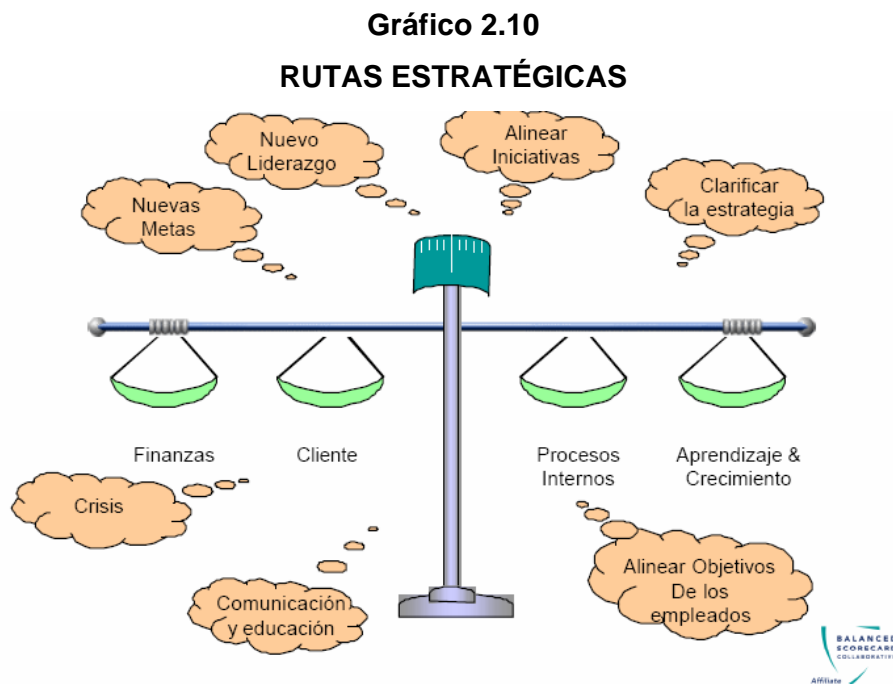 Gráfico 2.10
RUTAS ESTRATÉGICAS
Nuevo
Liderazgo
Alinear
Iniciativas
Nuevas
Metas
Clarificar
la estrategia
Finanzas
Cliente
Procesos
Internos
Aprendizaje &
Crecimiento
Crisis
Comunicación
y educación
Alinear Objetivos
De los
empleados
BALANCED
SCORECARD
COLLABORATIVE
Affiliate